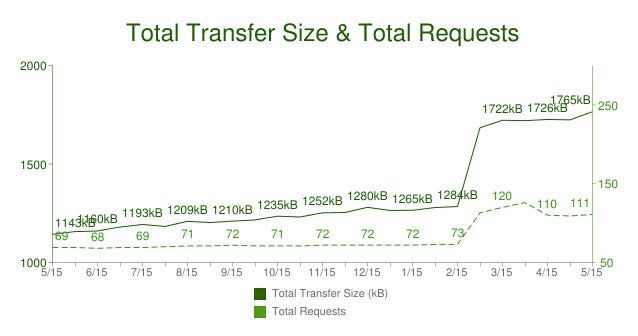 Total Transfer Size & Total Requests
2000
1500
1000
250
150
50
1143kB 1160kB 1193kB 1209kB 1210kB 1235kB 1252kB 1280kB 1265kB 1284kB 1722kB 1726kB 1765kB
69 68 69 71 72 71 72 72 72 73 120 110 111
5/15 6/15 7/15 8/15 9/15 10/15 11/15 12/15 1/15 2/15 3/15 4/15 5/15
Total Transfer Size (kB)
Total Requests